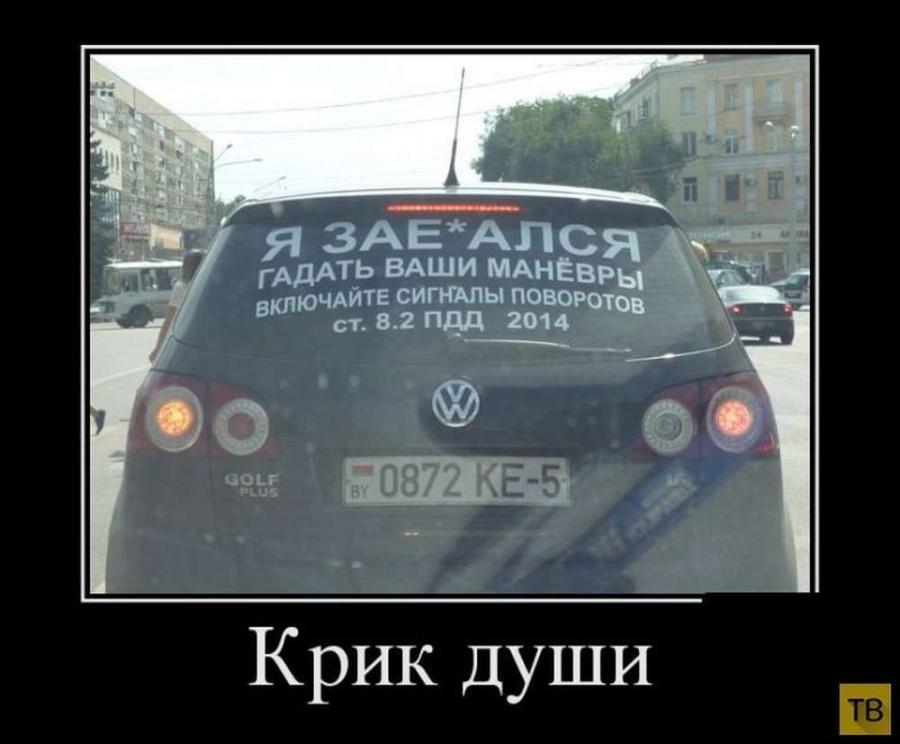 Я ЗАЕ*АЛСЯ
ГАДАТЬ ВАШИ МАНЁВРЫ
ВКЛЮЧАЙТЕ СИГНАЛЫ ПОВОРОТОВ
ст. 8.2 ПДД 2014
GOLF
PLUS
BY 0872 KE-5
24
Крик души
ТВ